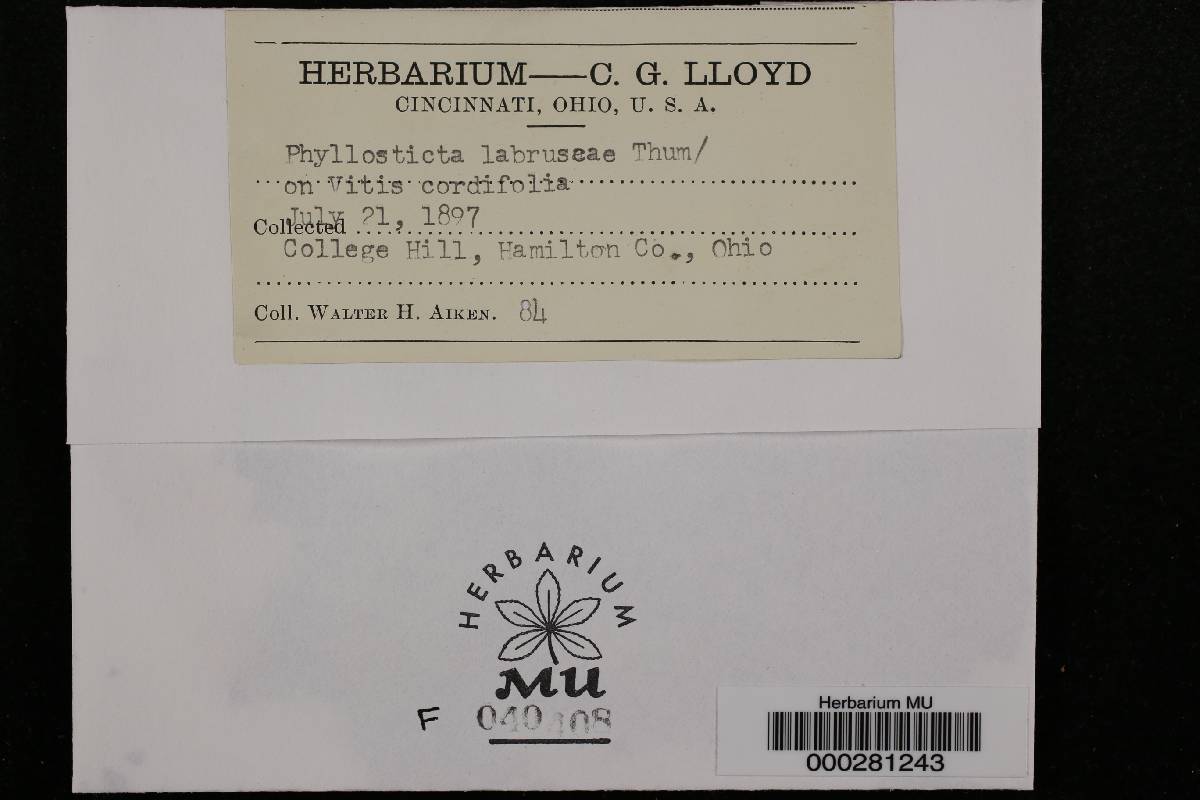 HERBARIUM—C. G. LLOYD
CINCINNATI, OHIO, U. S. A.
Phyllosticta labruscae Thum/
on Vitis cordifolia
July 21, 1897
Collected
College Hill, Hamilton Co., Ohio
Coll. WALTER H. AIKEN. 84
HERBARIUM
MU
F 040408
Herbarium MU
000281243